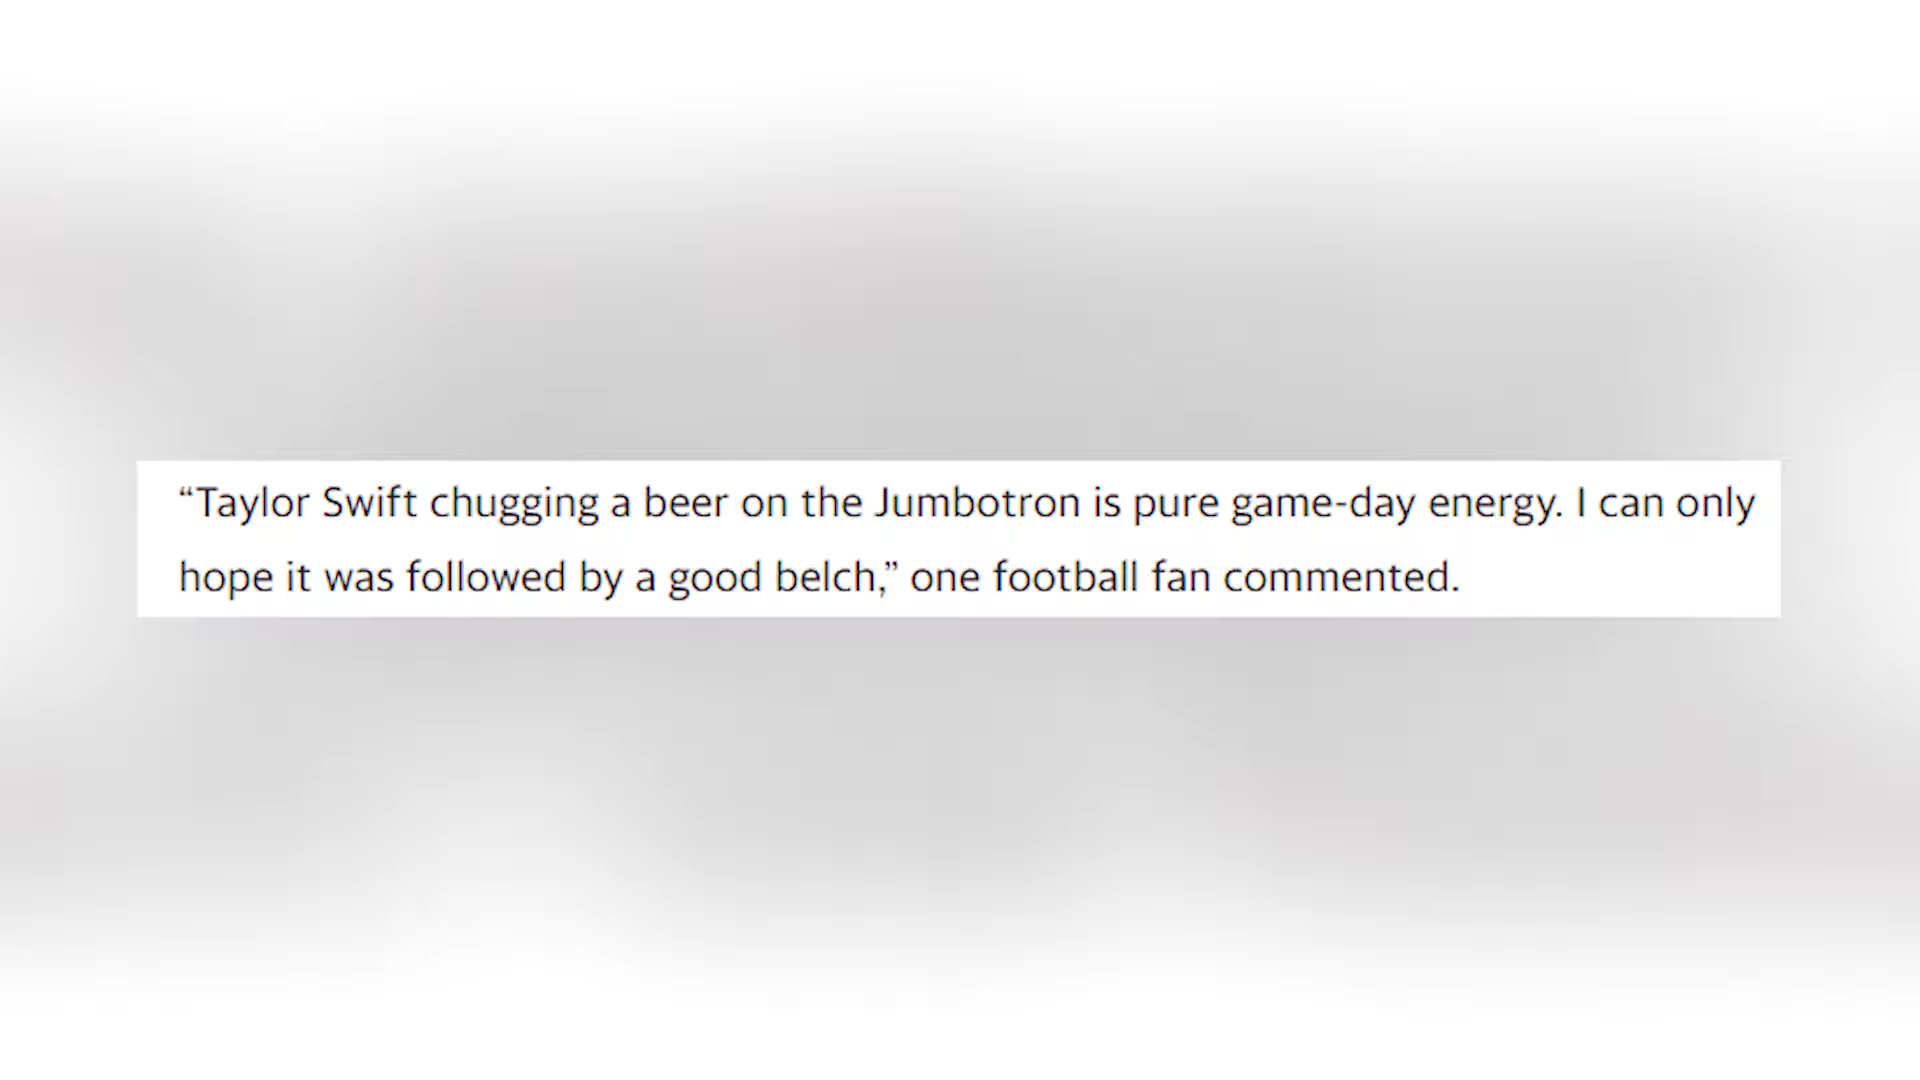 “Taylor Swift chugging a beer on the Jumbotron is pure game-day energy. I can only
hope it was followed by a good belch,” one football fan commented.